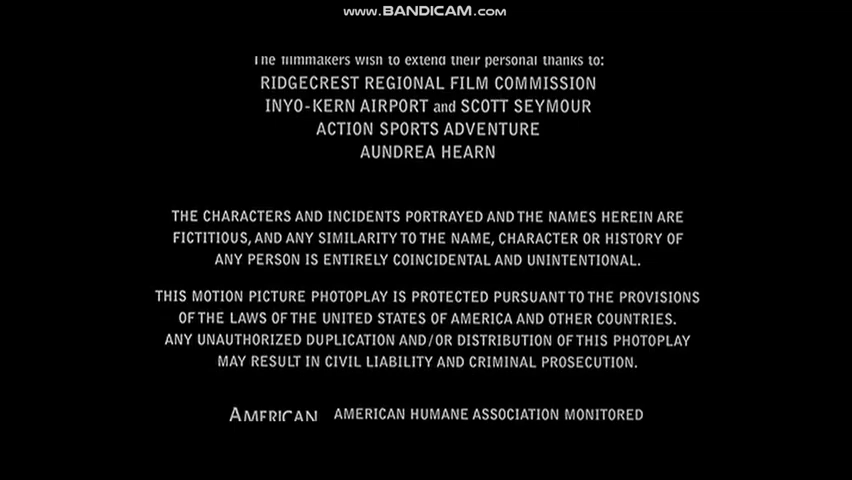 www.BANDICAM.com
The filmmakers wish to extend their personal thanks to:
RIDGECREST REGIONAL FILM COMMISSION
INYO-KERN AIRPORT and SCOTT SEYMOUR
ACTION SPORTS ADVENTURE
AUNDREA HEARN
THE CHARACTERS AND INCIDENTS PORTRAYED AND THE NAMES HEREIN ARE
FICTITIOUS, AND ANY SIMILARITY TO THE NAME, CHARACTER OR HISTORY OF
ANY PERSON IS ENTIRELY COINCIDENTAL AND UNINTENTIONAL.
THIS MOTION PICTURE PHOTOPLAY IS PROTECTED PURSUANT TO THE PROVISIONS
OF THE LAWS OF THE UNITED STATES OF AMERICA AND OTHER COUNTRIES.
ANY UNAUTHORIZED DUPLICATION AND/OR DISTRIBUTION OF THIS PHOTOPLAY
MAY RESULT IN CIVIL LIABILITY AND CRIMINAL PROSECUTION.
AMERICAN AMERICAN HUMANE ASSOCIATION MONITORED